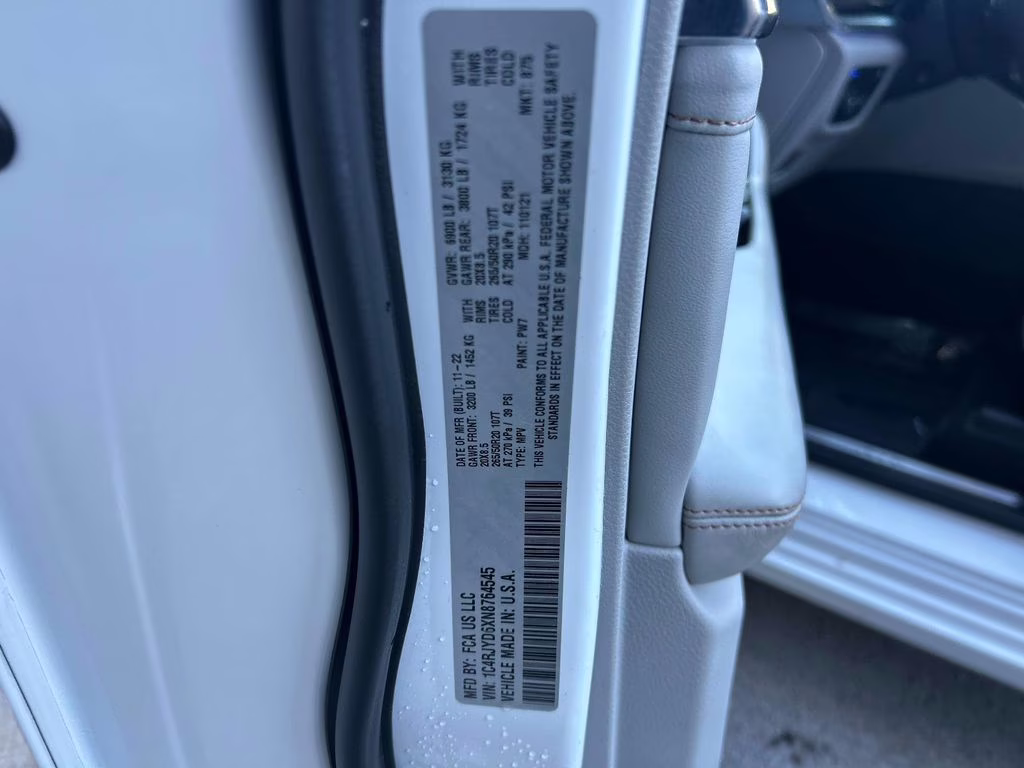 MFD BY: FCA US LLC
VIN: 1C4RJYD6XN8764545
VEHICLE MADE IN: U.S.A.
DATE OF MFR (BUILT): 11-22
GVWR: 6900 LB / 3130 KG
GAWR FRONT: 3200 LB / 1452 KG WITH
20X8.5 RIMS
265/50R20 107T TIRES
AT 270 kPa / 39 PSI COLD
GAWR REAR: 3800 LB / 1724 KG WITH
20X8.5 RIMS
265/50R20 107T TIRES
AT 290 kPa / 42 PSI COLD
TYPE: MPV PAINT: PW7 MDH: 110121 MKT: 875
THIS VEHICLE CONFORMS TO ALL APPLICABLE U.S.A. FEDERAL MOTOR VEHICLE SAFETY
STANDARDS IN EFFECT ON THE DATE OF MANUFACTURE SHOWN ABOVE.